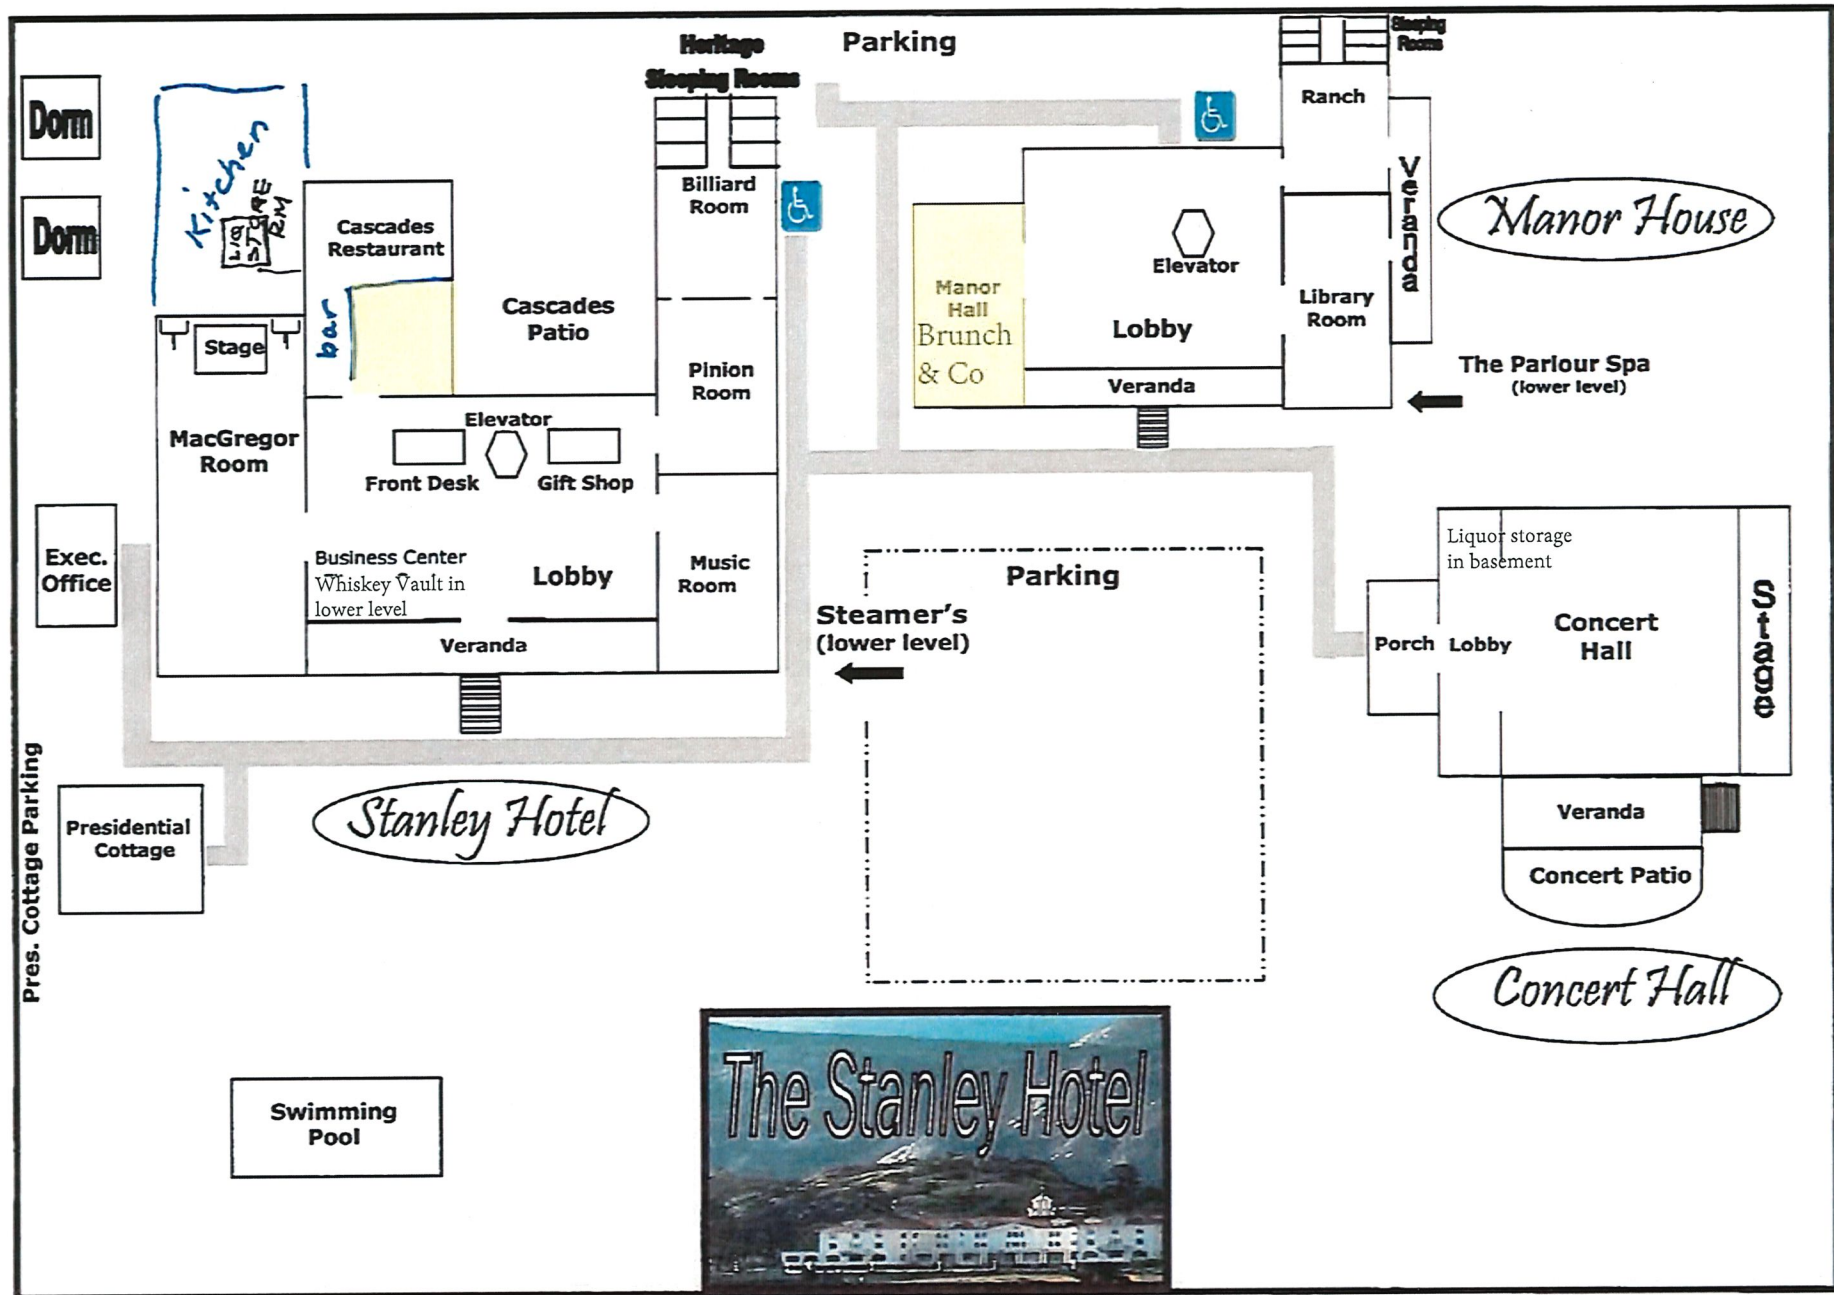 Heritage
Sleeping Rooms
Parking
Sleeping
Rooms
Dorm
Dorm
Kitchen
LIQ
STORE
RM
Cascades
Restaurant
bar
Cascades
Patio
Billiard
Room
Pinion
Room
Music
Room
Stage
MacGregor
Room
Elevator
Front Desk
Gift Shop
Business Center
Whiskey Vault in
lower level
Lobby
Veranda
Exec.
Office
Pres. Cottage Parking
Presidential
Cottage
Stanley Hotel
Swimming
Pool
Ranch
Veranda
Manor House
Elevator
Manor
Hall
Brunch
& Co
Lobby
Library
Room
Veranda
The Parlour Spa
(lower level)
Parking
Steamer's
(lower level)
Liquor storage
in basement
Porch
Lobby
Concert
Hall
Stage
Veranda
Concert Patio
Concert Hall
The Stanley Hotel